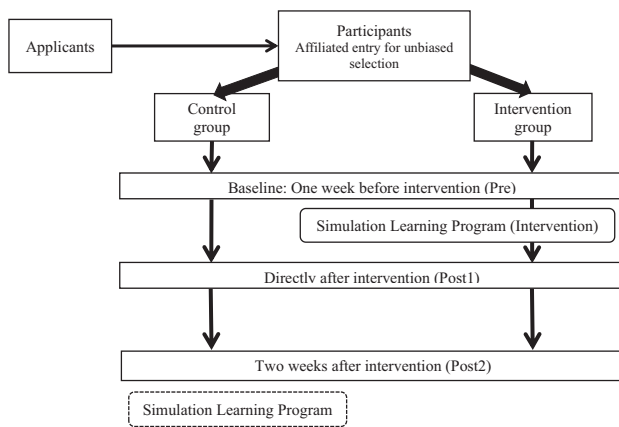 Applicants
Participants
Affiliated entry for unbiased
selection
Control
group
Intervention
group
Baseline: One week before intervention (Pre)
Simulation Learning Program (Intervention)
Directly after intervention (Post1)
Two weeks after intervention (Post2)
Simulation Learning Program